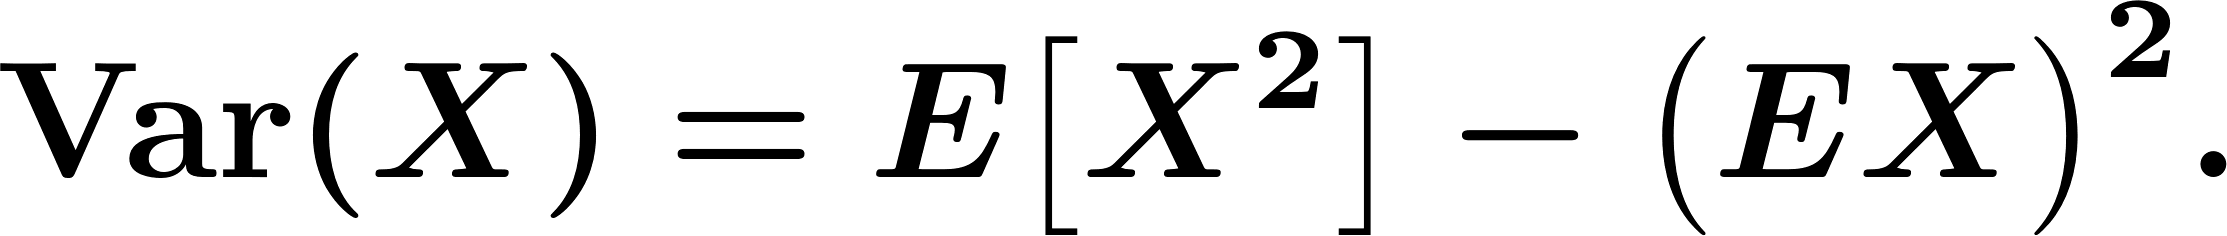 Var(X) = E[X²] − (EX)².